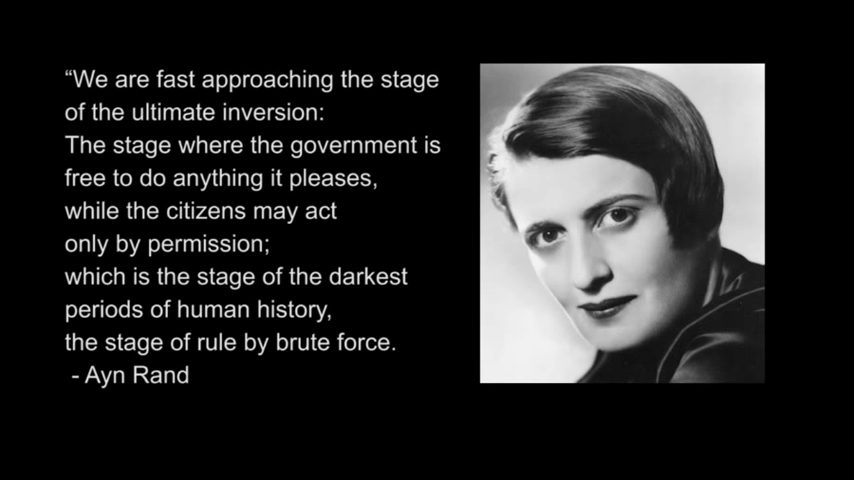 “We are fast approaching the stage
of the ultimate inversion:
The stage where the government is
free to do anything it pleases,
while the citizens may act
only by permission;
which is the stage of the darkest
periods of human history,
the stage of rule by brute force.
- Ayn Rand